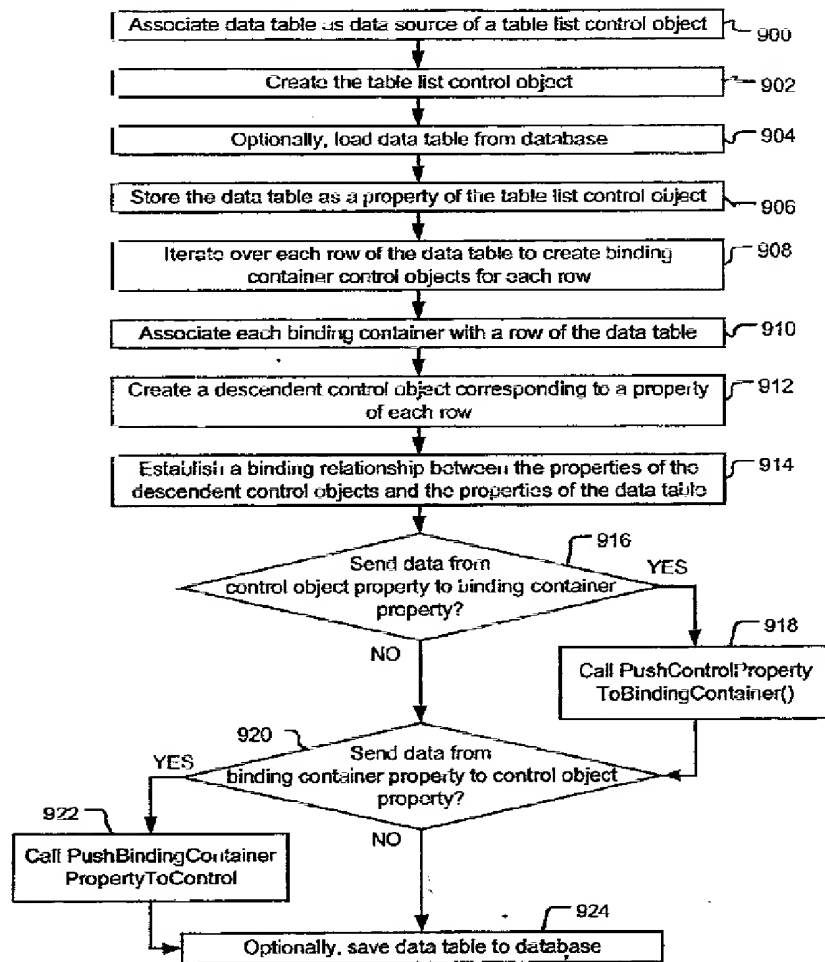 Associate data table as data source of a table list control object
900
Create the table list control object
902
Optionally, load data table from database
904
Store the data table as a property of the table list control object
906
Iterate over each row of the data table to create binding
container control objects for each row
908
Associate each binding container with a row of the data table
910
Create a descendent control object corresponding to a property
of each row
912
Establish a binding relationship between the properties of the
descendent control objects and the properties of the data table
914
916
Send data from
control object property to binding container
property?
YES
NO
918
Call PushControlProperty
ToBindingContainer()
920
Send data from
binding container property to control object
property?
YES
NO
922
Call PushBindingContainer
PropertyToControl
924
Optionally, save data table to database